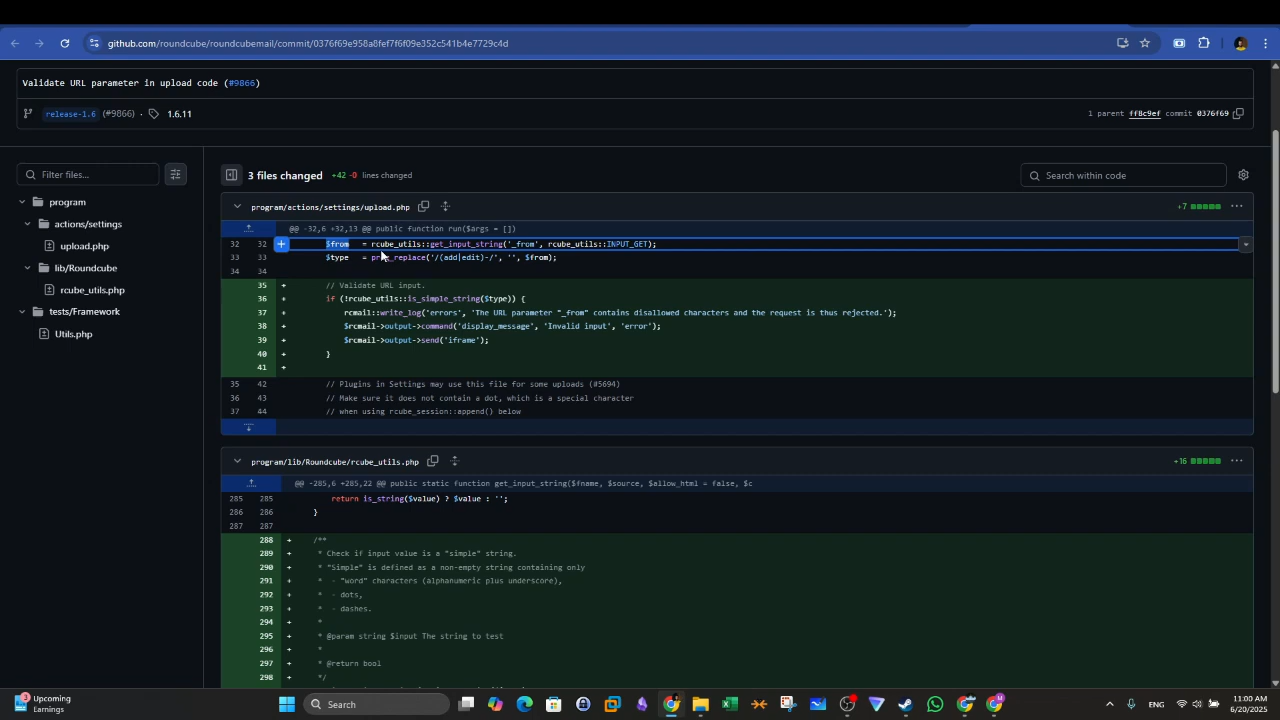 github.com/roundcube/roundcubemail/commit/0376f69e958a8fef7f6f09e352c541b4e7729c4d
Validate URL parameter in upload code (#9866)
release-1.6 (#9866) · 1.6.11
1 parent ff8c9ef commit 0376f69
Filter files...
3 files changed +42 -0 lines changed
Search within code
program
actions/settings
upload.php
lib/Roundcube
rcube_utils.php
tests/Framework
Utils.php
program/actions/settings/upload.php
+7
@@ -32,6 +32,13 @@ public function run($args = [])
32 32 $from = rcube_utils::get_input_string('_from', rcube_utils::INPUT_GET);
33 33 $type = preg_replace('/(add|edit)-/', '', $from);
34 34
35 + // Validate URL input.
36 + if (!rcube_utils::is_simple_string($type)) {
37 + rcmail::write_log('errors', 'The URL parameter "_from" contains disallowed characters and the request is thus rejected.');
38 + $rcmail->output->command('display_message', 'Invalid input', 'error');
39 + $rcmail->output->send('iframe');
40 + }
41 +
35 42 // Plugins in Settings may use this file for some uploads (#5694)
36 43 // Make sure it does not contain a dot, which is a special character
37 44 // when using rcube_session::append() below
program/lib/Roundcube/rcube_utils.php
+16
@@ -285,6 +285,22 @@ public static function get_input_string($fname, $source, $allow_html = false, $c
285 285 return is_string($value) ? $value : '';
286 286 }
287 287
288 + /**
289 + * Check if input value is a "simple" string.
290 + * "Simple" is defined as a non-empty string containing only
291 + * - "word" characters (alphanumeric plus underscore),
292 + * - dots,
293 + * - dashes.
294 + *
295 + * @param string $input The string to test
296 + *
297 + * @return bool
298 + */
Upcoming
Earnings
Search
11:00 AM
6/20/2025